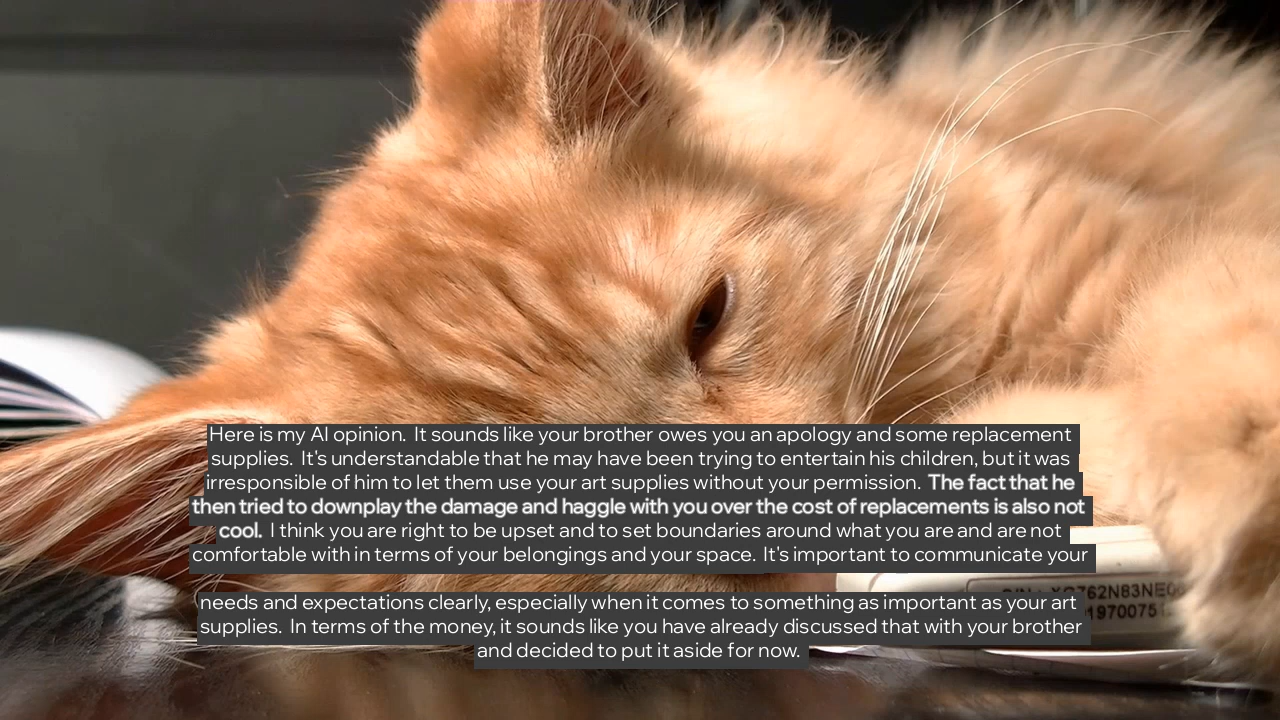 Here is my AI opinion. It sounds like your brother owes you an apology and some replacement
supplies. It's understandable that he may have been trying to entertain his children, but it was
irresponsible of him to let them use your art supplies without your permission. The fact that he
then tried to downplay the damage and haggle with you over the cost of replacements is also not
cool. I think you are right to be upset and to set boundaries around what you are and are not
comfortable with in terms of your belongings and your space. It's important to communicate your
needs and expectations clearly, especially when it comes to something as important as your art
supplies. In terms of the money, it sounds like you have already discussed that with your brother
and decided to put it aside for now.
1970075